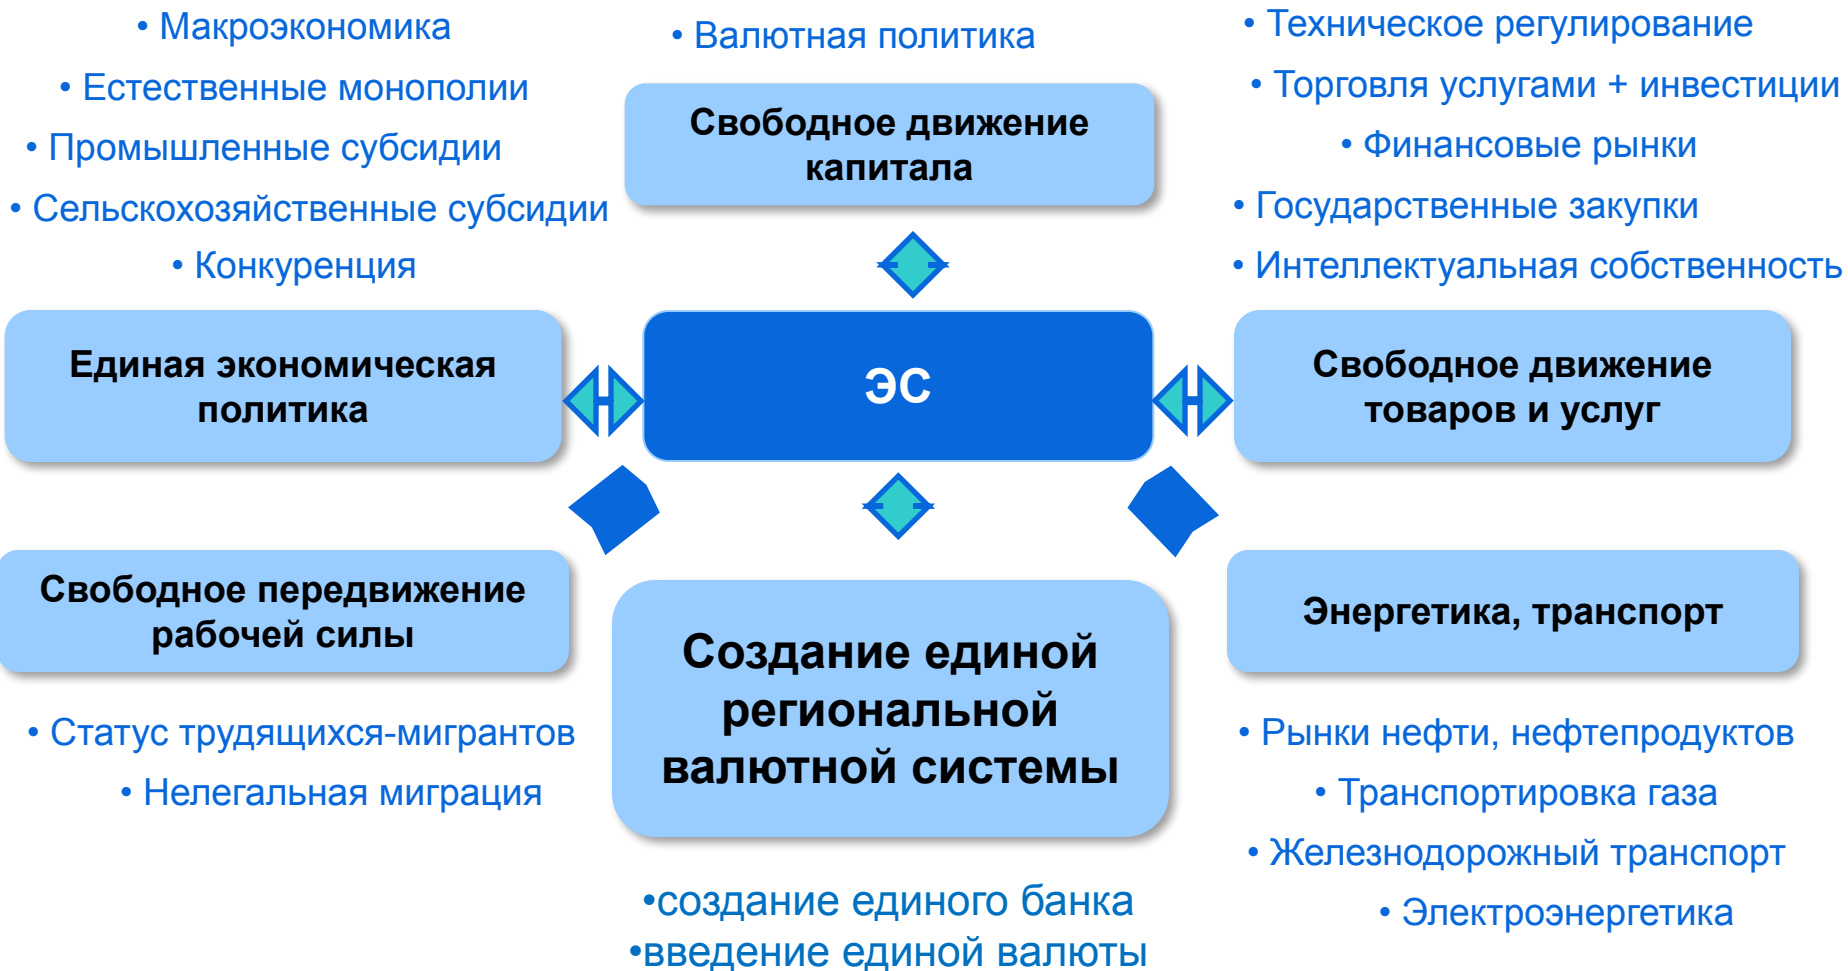 • Макроэкономика
• Естественные монополии
• Промышленные субсидии
• Сельскохозяйственные субсидии
• Конкуренция
Единая экономическая
политика
• Валютная политика
Свободное движение
капитала
• Техническое регулирование
• Торговля услугами + инвестиции
• Финансовые рынки
• Государственные закупки
• Интеллектуальная собственность
Свободное движение
товаров и услуг
ЭС
Свободное передвижение
рабочей силы
• Статус трудящихся-мигрантов
• Нелегальная миграция
Создание единой
региональной
валютной системы
•создание единого банка
•введение единой валюты
Энергетика, транспорт
• Рынки нефти, нефтепродуктов
• Транспортировка газа
• Железнодорожный транспорт
• Электроэнергетика